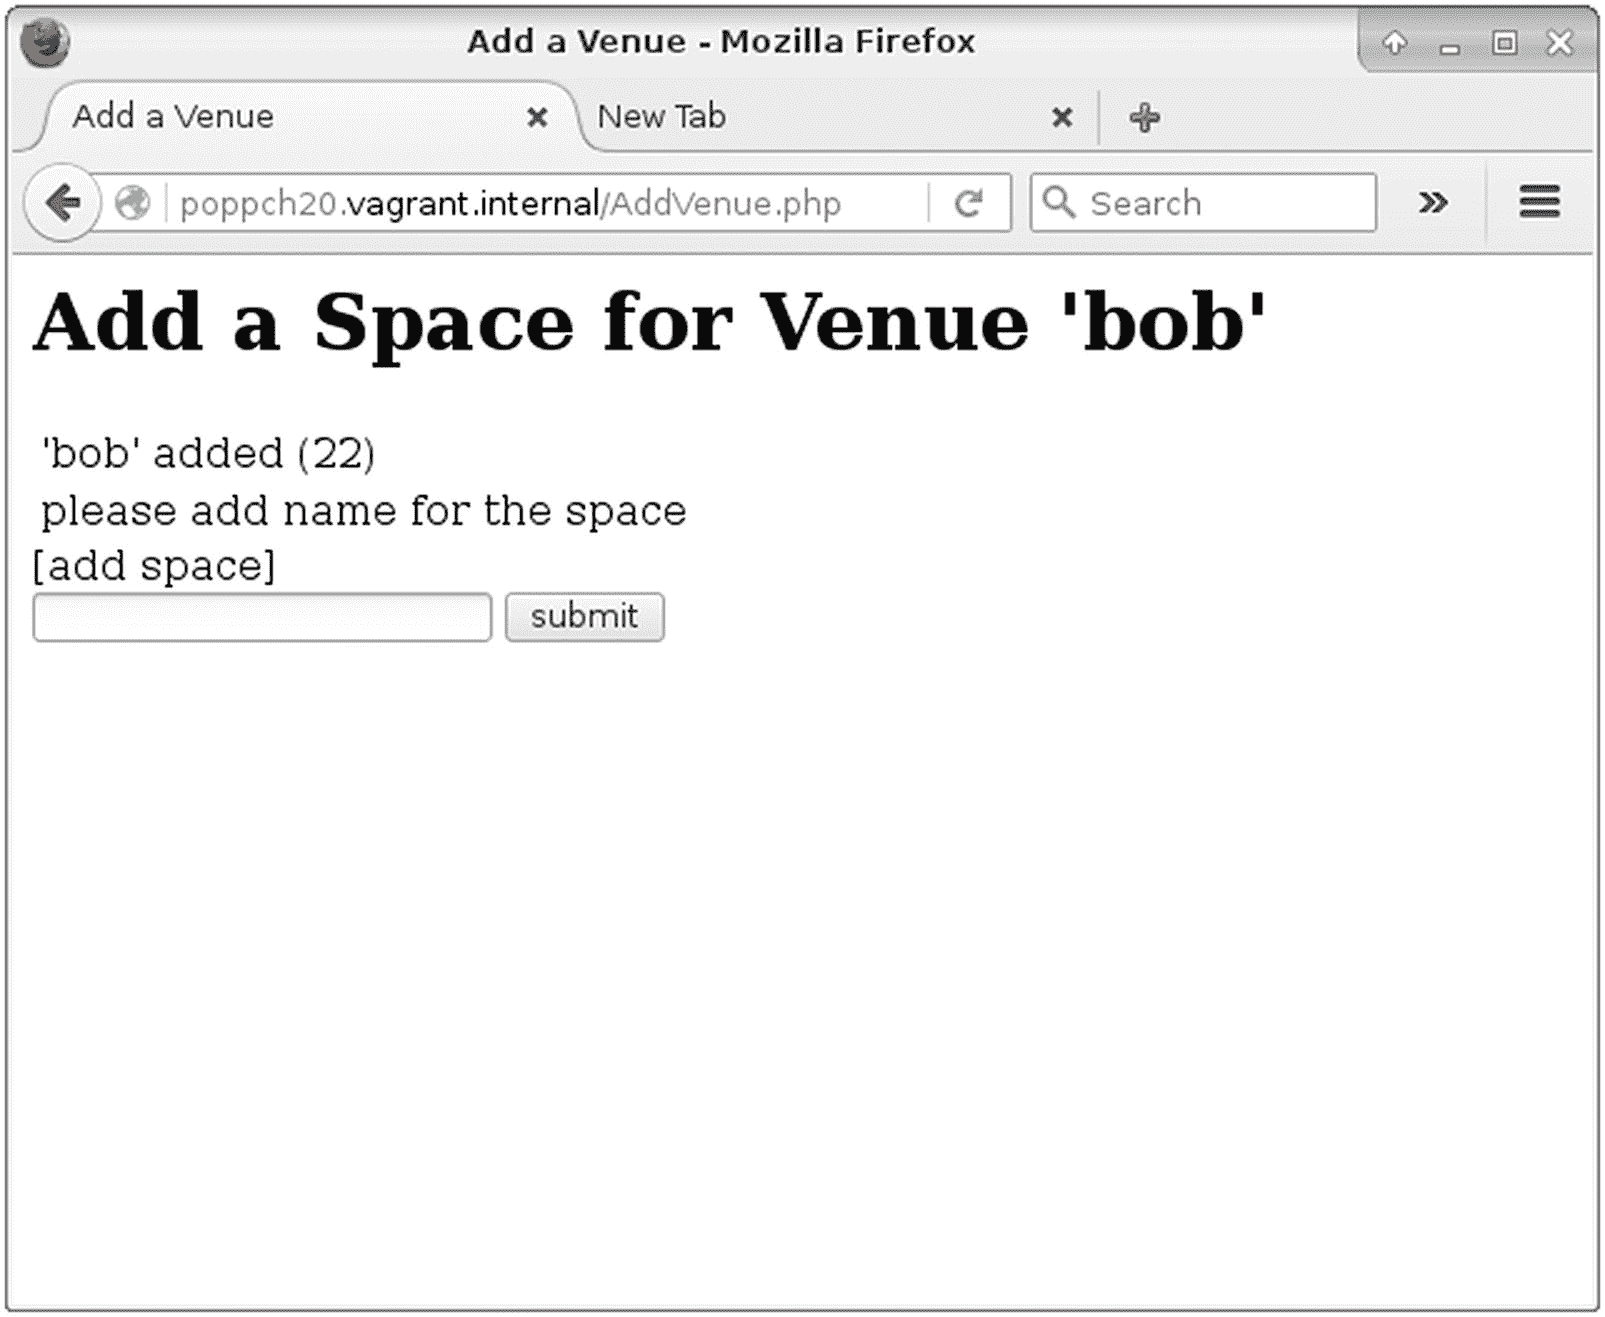 Add a Venue - Mozilla Firefox
Add a Venue
New Tab
poppch20.vagrant.internal/AddVenue.php
Search
Add a Space for Venue 'bob'
'bob' added (22)
please add name for the space
[add space]
submit